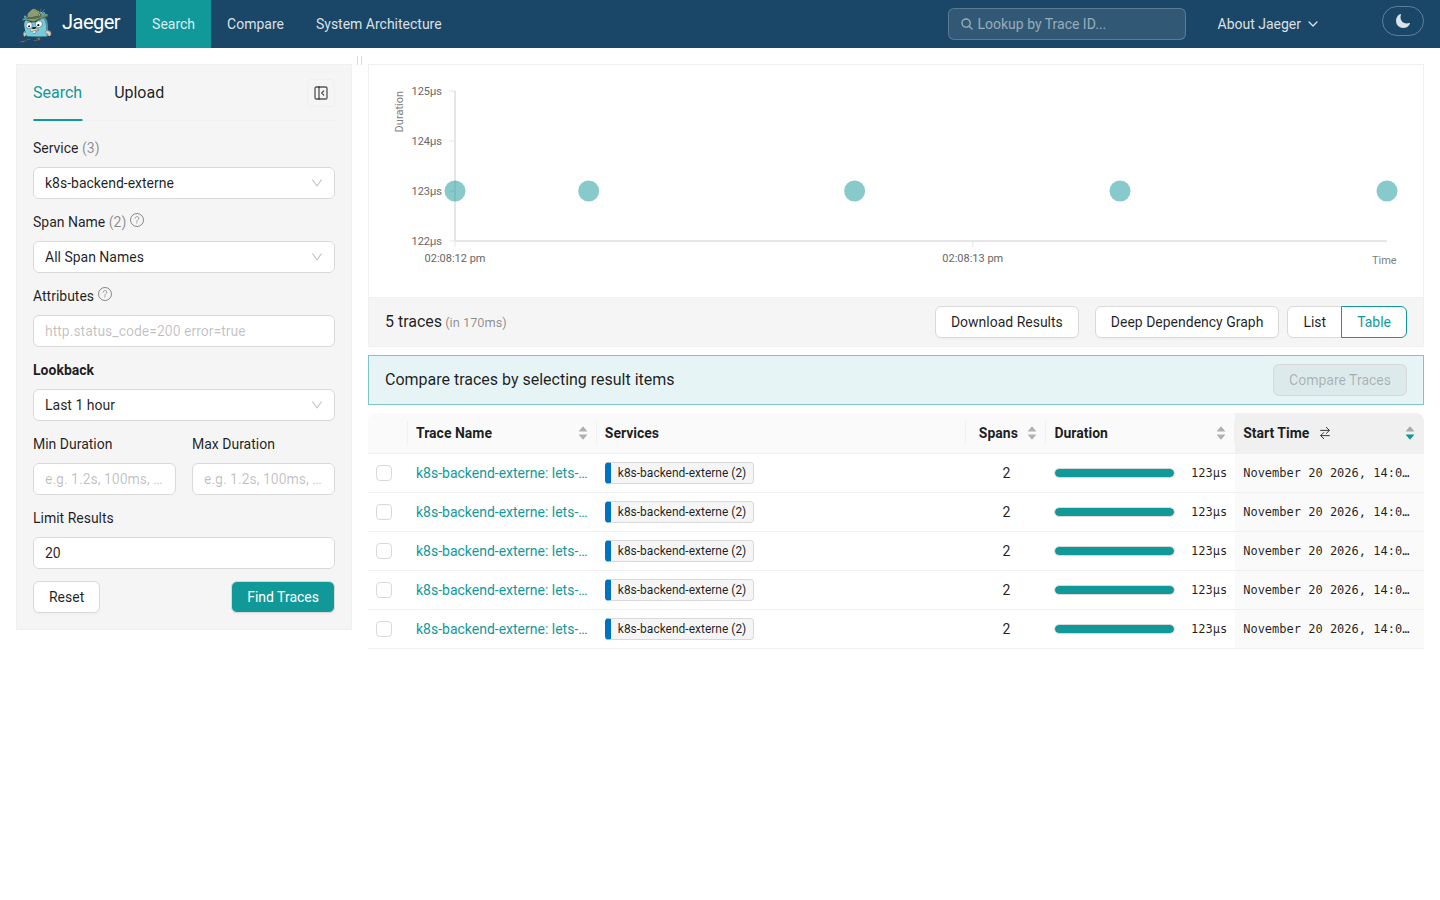 Jaeger
Search
Compare
System Architecture
Lookup by Trace ID...
About Jaeger
Search
Upload
Service (3)
k8s-backend-externe
Span Name (2)
All Span Names
Attributes
http.status_code=200 error=true
Lookback
Last 1 hour
Min Duration
Max Duration
e.g. 1.2s, 100ms, ...
e.g. 1.2s, 100ms, ...
Limit Results
20
Reset
Find Traces
Duration
125μs
124μs
123μs
122μs
02:08:12 pm
02:08:13 pm
Time
5 traces (in 170ms)
Download Results
Deep Dependency Graph
List
Table
Compare traces by selecting result items
Compare Traces
Trace Name
Services
Spans
Duration
Start Time
k8s-backend-externe: lets-... k8s-backend-externe (2) 2 123μs November 20 2026, 14:0...
k8s-backend-externe: lets-... k8s-backend-externe (2) 2 123μs November 20 2026, 14:0...
k8s-backend-externe: lets-... k8s-backend-externe (2) 2 123μs November 20 2026, 14:0...
k8s-backend-externe: lets-... k8s-backend-externe (2) 2 123μs November 20 2026, 14:0...
k8s-backend-externe: lets-... k8s-backend-externe (2) 2 123μs November 20 2026, 14:0...